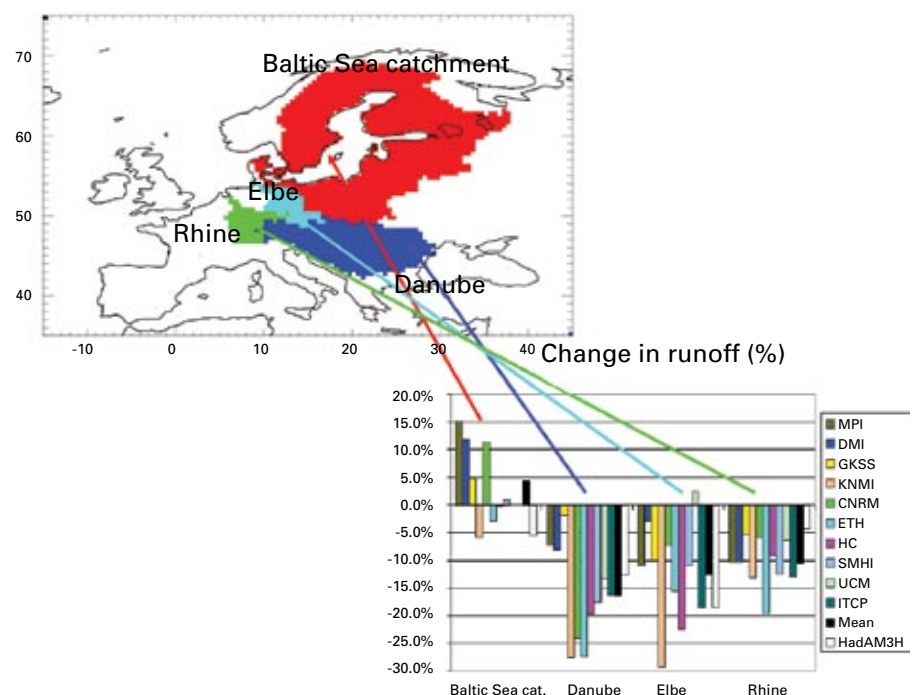 70
Baltic Sea catchment
60
Elbe
50
Rhine
Danube
40
-10 0 10 20 30 40
Change in runoff (%)
20.0%
15.0%
10.0%
5.0%
0.0%
-5.0%
-10.0%
-15.0%
-20.0%
-25.0%
-30.0%
Baltic Sea cat. Danube Elbe Rhine
MPI
DMI
GKSS
KNMI
CNRM
ETH
HC
SMHI
UCM
ITCP
Mean
HadAM3H